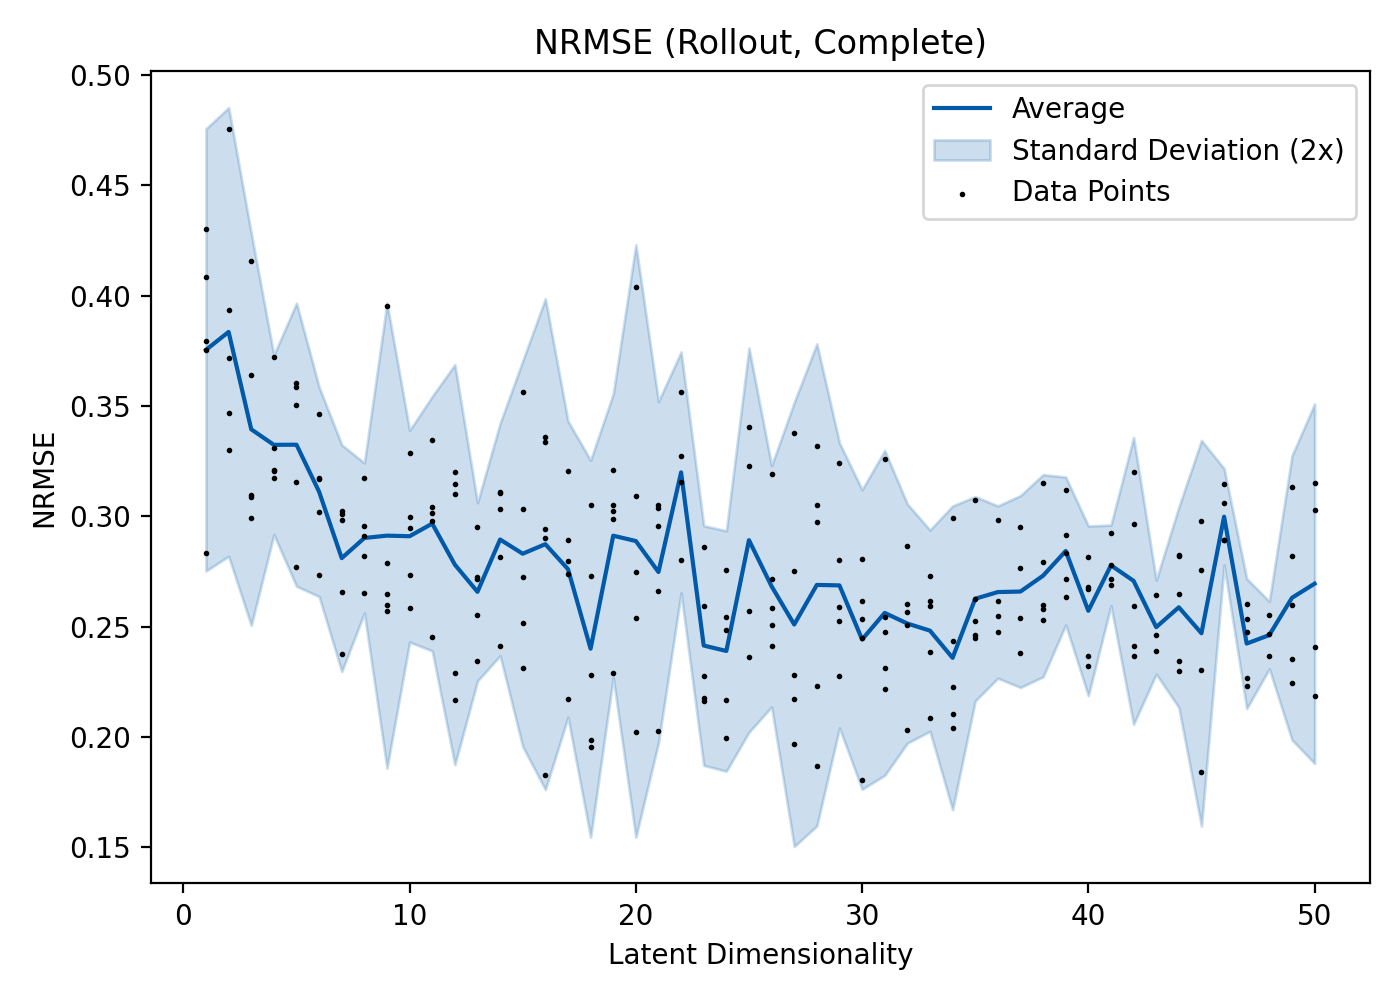 NRMSE (Rollout, Complete)
0.50
0.45
0.40
0.35
0.30
0.25
0.20
0.15
NRMSE
Average
Standard Deviation (2x)
Data Points
0 10 20 30 40 50
Latent Dimensionality